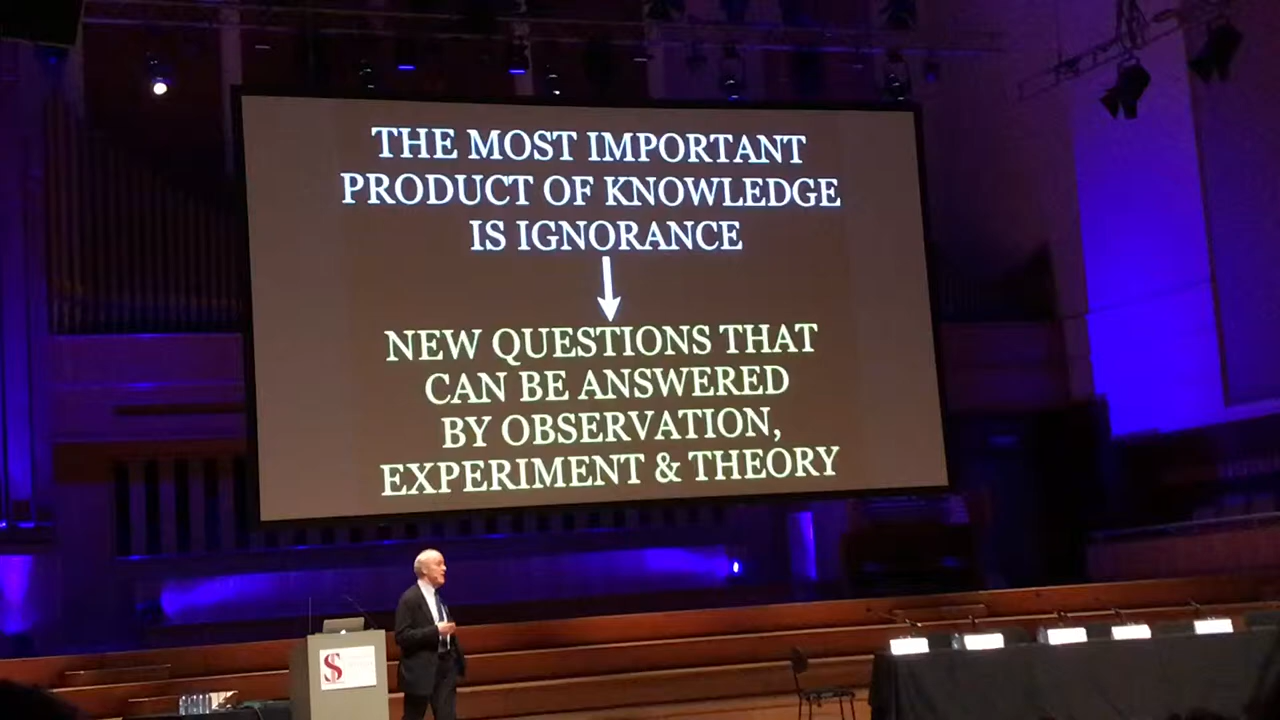 THE MOST IMPORTANT
PRODUCT OF KNOWLEDGE
IS IGNORANCE
NEW QUESTIONS THAT
CAN BE ANSWERED
BY OBSERVATION,
EXPERIMENT & THEORY